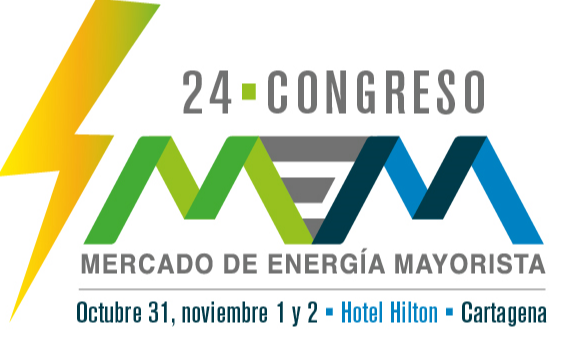 24▪CONGRESO
MEM
MERCADO DE ENERGÍA MAYORISTA
Octubre 31, noviembre 1 y 2 ▪ Hotel Hilton ▪ Cartagena